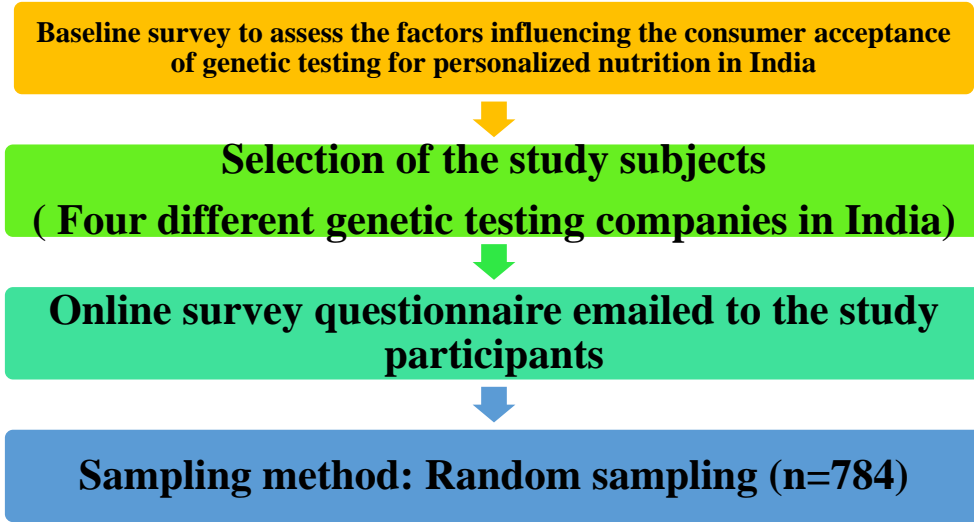 Baseline survey to assess the factors influencing the consumer acceptance
of genetic testing for personalized nutrition in India
Selection of the study subjects
( Four different genetic testing companies in India)
Online survey questionnaire emailed to the study
participants
Sampling method: Random sampling (n=784)